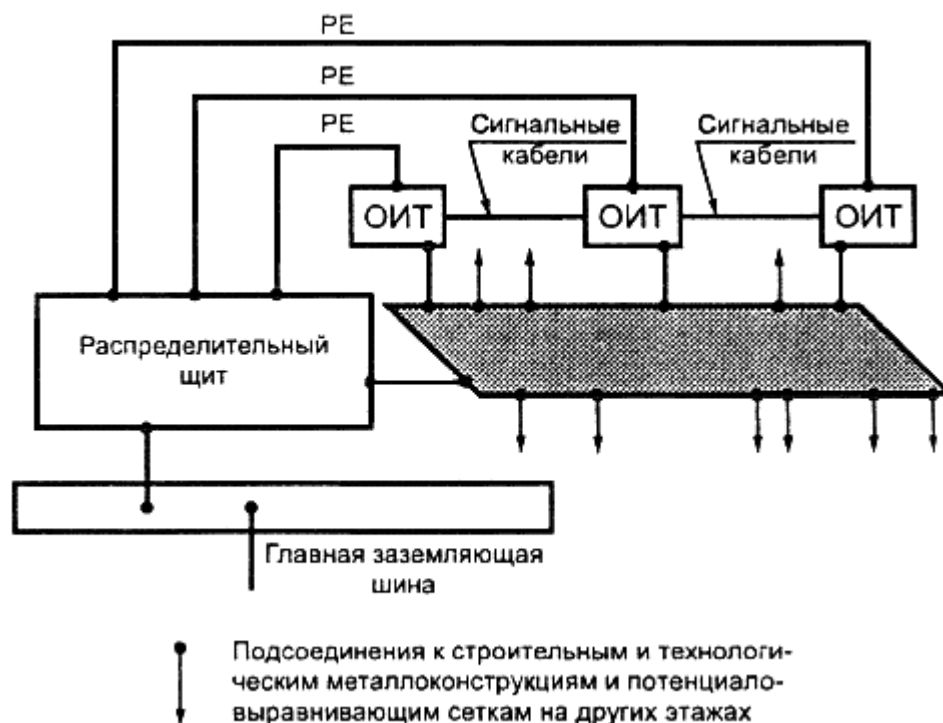 PE
PE
PE
Сигнальные
кабели
Сигнальные
кабели
ОИТ
ОИТ
ОИТ
Распределительный
щит
Главная заземляющая
шина
Подсоединения к строительным и технологи-
ческим металлоконструкциям и потенциало-
выравнивающим сеткам на других этажах